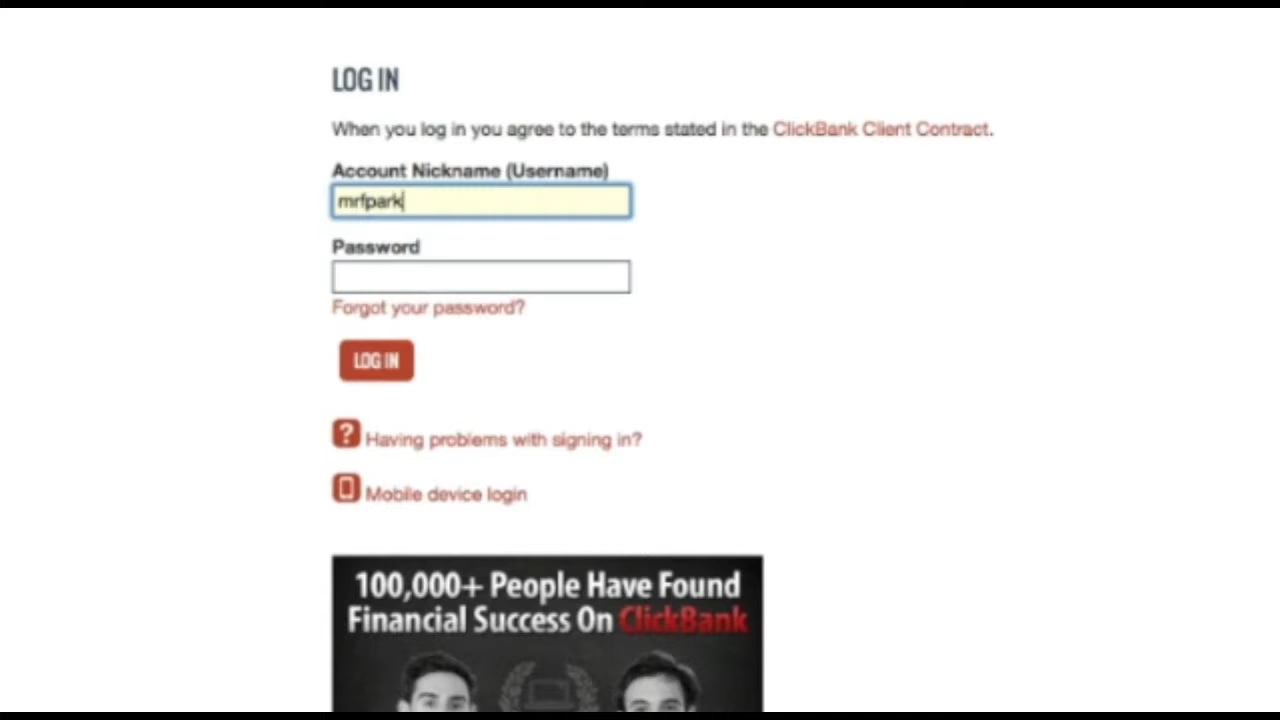 LOG IN
When you log in you agree to the terms stated in the ClickBank Client Contract.
Account Nickname (Username)
mrfpark
Password
Forgot your password?
LOG IN
? Having problems with signing in?
Mobile device login
100,000+ People Have Found
Financial Success On ClickBank